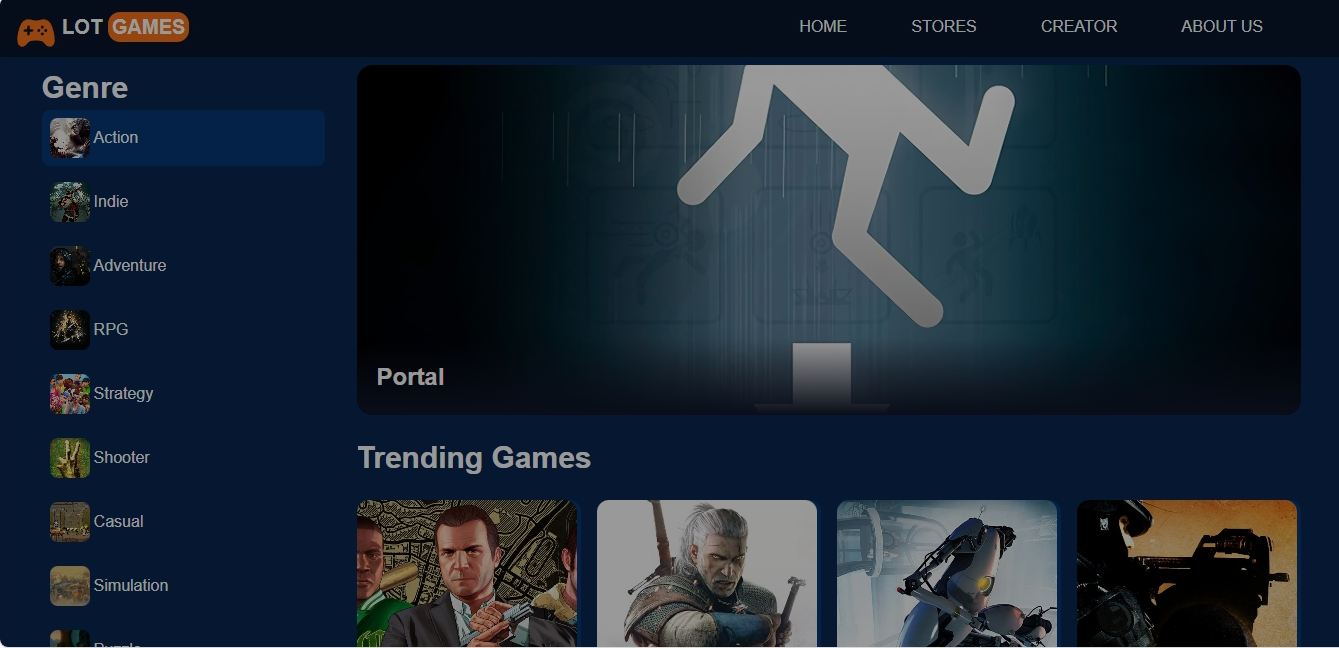 LOT GAMES
HOME
STORES
CREATOR
ABOUT US
Genre
Action
Indie
Adventure
RPG
Strategy
Shooter
Casual
Simulation
Portal
Trending Games